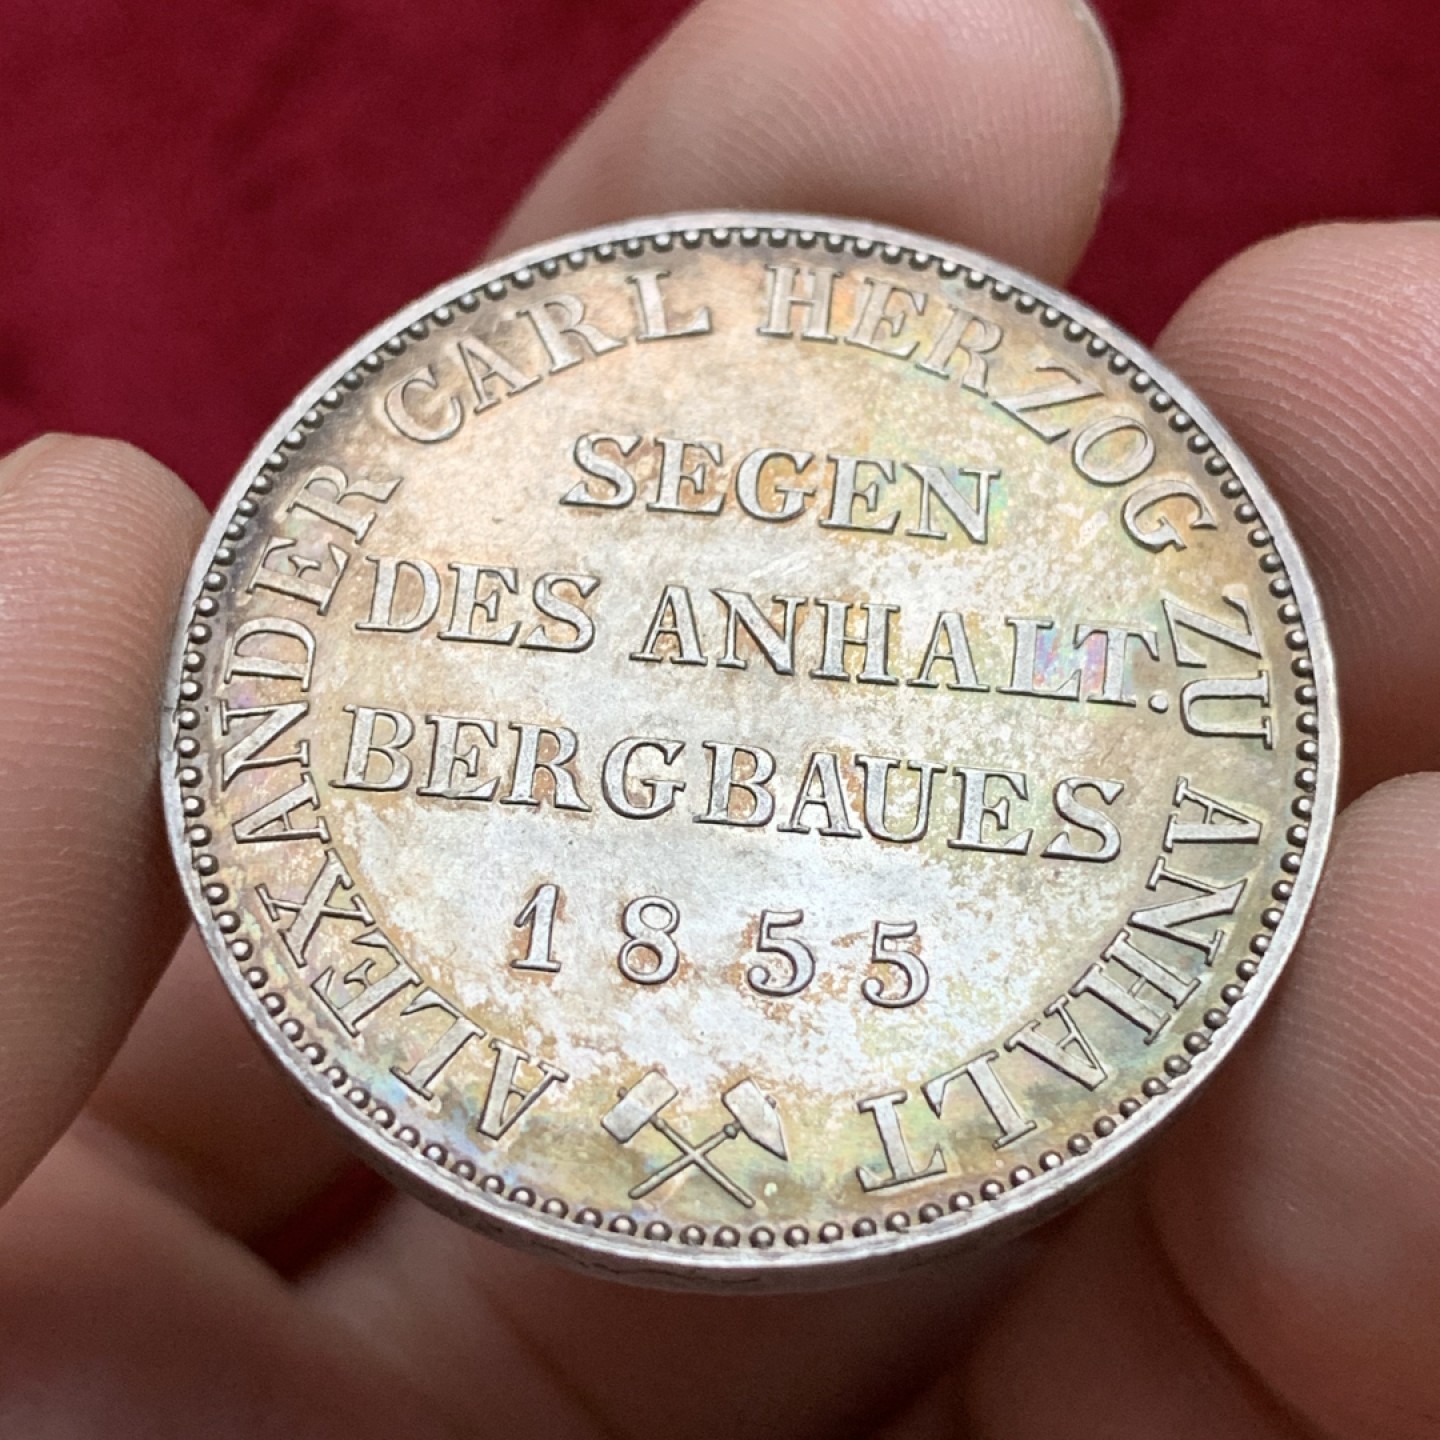 ALEXANDER CARL HERZOG ZU ANHALT
SEGEN
DES ANHALT.
BERGBAUES
1855